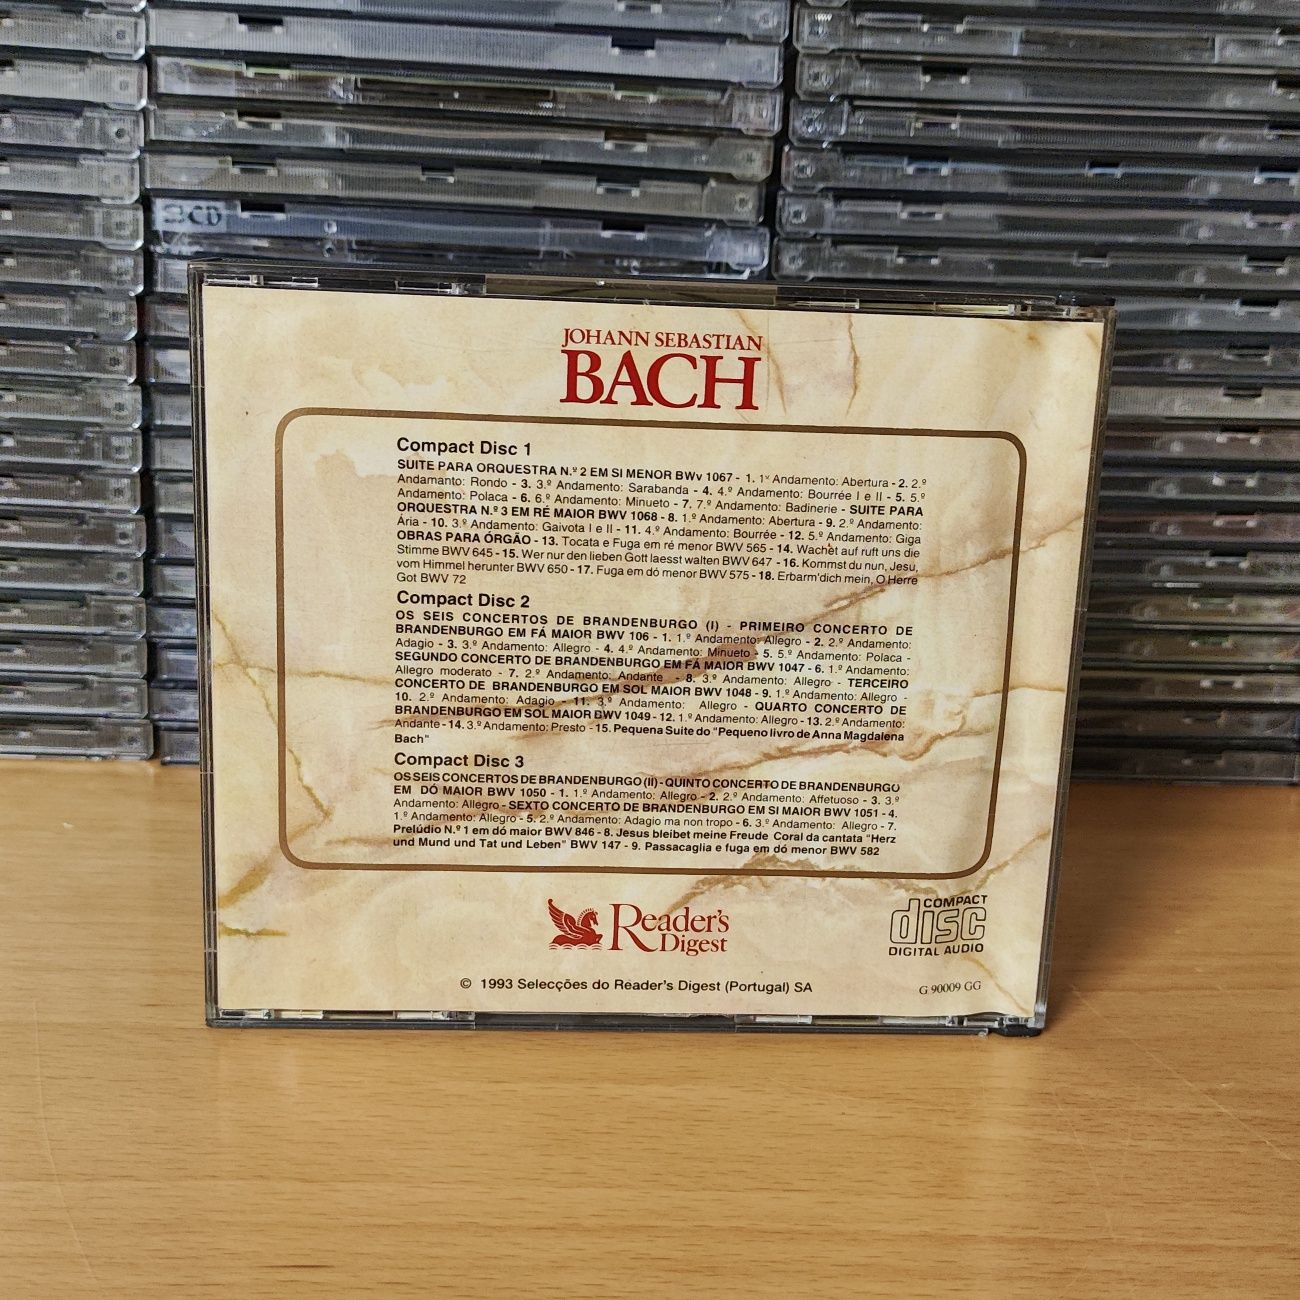 3CD
JOHANN SEBASTIAN
BACH
Compact Disc 1
SUITE PARA ORQUESTRA N.º 2 EM SI MENOR BWv 1067 - 1. 1º Andamento: Abertura - 2. 2.º
Andamanto: Rondo - 3. 3.º Andamento: Sarabanda - 4. 4.º Andamento: Bourrée I e II - 5. 5.º
Andamento: Polaca - 6. 6.º Andamento: Minueto - 7. 7.º Andamento: Badinerie - SUITE PARA
ORQUESTRA N.º 3 EM RÉ MAIOR BWV 1068 - 8. 1.º Andamento: Abertura - 9. 2.º Andamento:
Ária - 10. 3.º Andamento: Gaivota I e II - 11. 4.º Andamento: Bourrée - 12. 5.º Andamento: Giga
OBRAS PARA ÓRGÃO - 13. Tocata e Fuga em ré menor BWV 565 - 14. Wachet auf ruft uns die
Stimme BWV 645 - 15. Wer nur den lieben Gott laesst walten BWV 647 - 16. Kommst du nun, Jesu,
vom Himmel herunter BWV 650 - 17. Fuga em dó menor BWV 575 - 18. Erbarm'dich mein, O Herre
Got BWV 72
Compact Disc 2
OS SEIS CONCERTOS DE BRANDENBURGO (I) - PRIMEIRO CONCERTO DE
BRANDENBURGO EM FÁ MAIOR BWV 106 - 1. 1.º Andamento: Allegro - 2. 2.º Andamento:
Adagio - 3. 3.º Andamento: Allegro - 4. 4.º Andamento: Minueto - 5. 5.º Andamento: Polaca -
SEGUNDO CONCERTO DE BRANDENBURGO EM FÁ MAIOR BWV 1047 - 6. 1.º Andamento:
Allegro moderato - 7. 2.º Andamento: Andante - 8. 3.º Andamento: Allegro - TERCEIRO
CONCERTO DE BRANDENBURGO EM SOL MAIOR BWV 1048 - 9. 1.º Andamento: Allegro -
10. 2.º Andamento: Adagio - 11. 3.º Andamento: Allegro - QUARTO CONCERTO DE
BRANDENBURGO EM SOL MAIOR BWV 1049 - 12. 1.º Andamento: Allegro - 13. 2.º Andamento:
Andante - 14. 3.º Andamento: Presto - 15. Pequena Suite do "Pequeno livro de Anna Magdalena
Bach"
Compact Disc 3
OS SEIS CONCERTOS DE BRANDENBURGO (II) - QUINTO CONCERTO DE BRANDENBURGO
EM DÓ MAIOR BWV 1050 - 1. 1.º Andamento: Allegro - 2. 2.º Andamento: Affetuoso - 3. 3.º
Andamento: Allegro - SEXTO CONCERTO DE BRANDENBURGO EM SI MAIOR BWV 1051 - 4.
1.º Andamento: Allegro - 5. 2.º Andamento: Adagio ma non tropo - 6. 3.º Andamento: Allegro - 7.
Prelúdio N.º 1 em dó maior BWV 846 - 8. Jesus bleibet meine Freude Coral da cantata "Herz
und Mund und Tat und Leben" BWV 147 - 9. Passacaglia e fuga em dó menor BWV 582
Reader's
Digest
COMPACT
disc
DIGITAL AUDIO
© 1993 Selecções do Reader's Digest (Portugal) SA
G 90009 GG